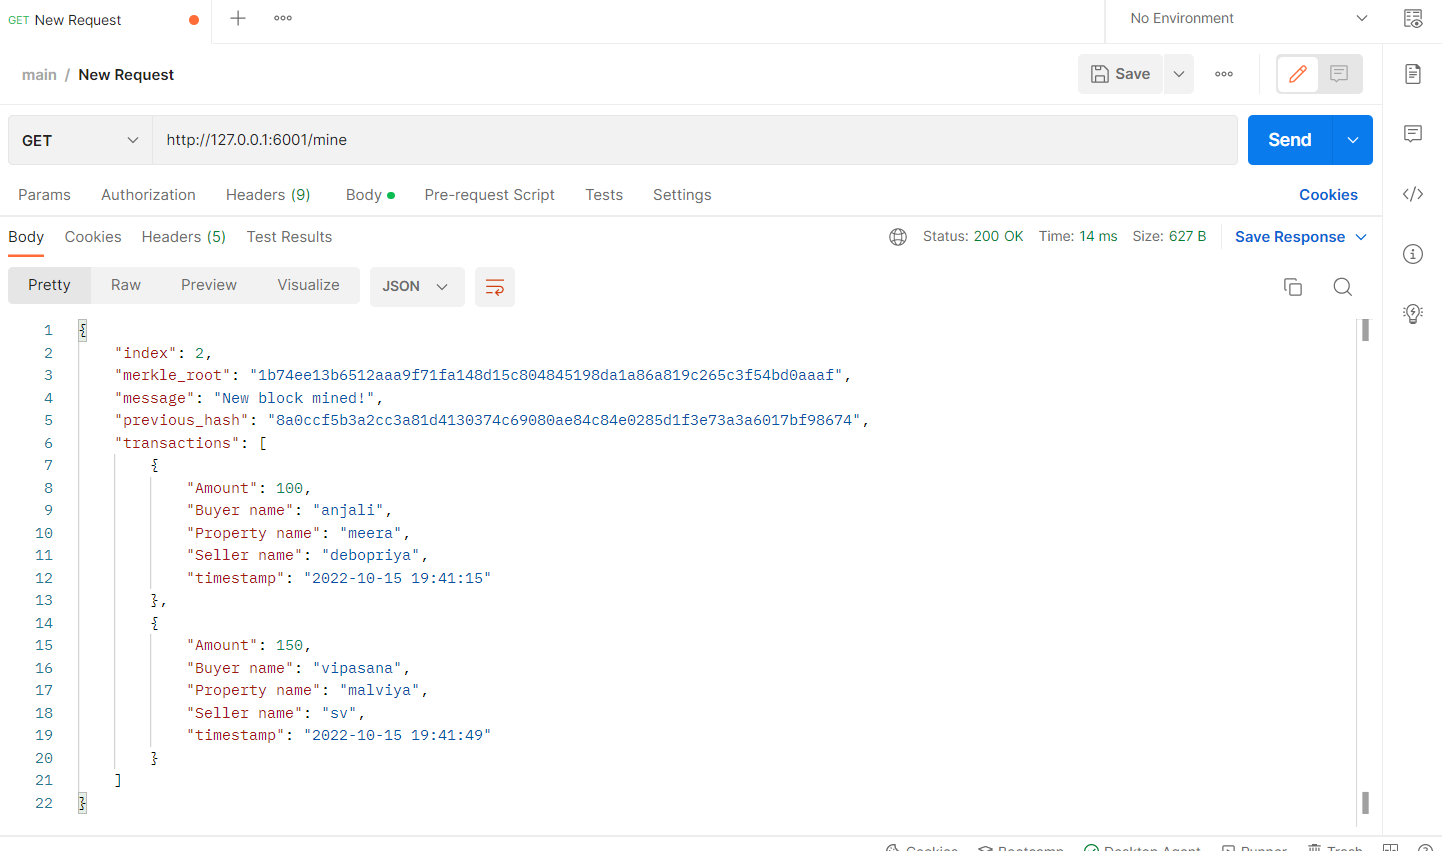 GET New Request
No Environment
main / New Request
Save
GET
http://127.0.0.1:6001/mine
Send
Params Authorization Headers (9) Body Pre-request Script Tests Settings Cookies
Body Cookies Headers (5) Test Results Status: 200 OK Time: 14 ms Size: 627 B Save Response
Pretty Raw Preview Visualize JSON
1 {
2 "index": 2,
3 "merkle_root": "1b74ee13b6512aaa9f71fa148d15c804845198da1a86a819c265c3f54bd0aaaf",
4 "message": "New block mined!",
5 "previous_hash": "8a0ccf5b3a2cc3a81d4130374c69080ae84c84e0285d1f3e73a3a6017bf98674",
6 "transactions": [
7 {
8 "Amount": 100,
9 "Buyer name": "anjali",
10 "Property name": "meera",
11 "Seller name": "debopriya",
12 "timestamp": "2022-10-15 19:41:15"
13 },
14 {
15 "Amount": 150,
16 "Buyer name": "vipasana",
17 "Property name": "malviya",
18 "Seller name": "sv",
19 "timestamp": "2022-10-15 19:41:49"
20 }
21 ]
22 }
Cookies Bootcamp Desktop Agent Runner Trash